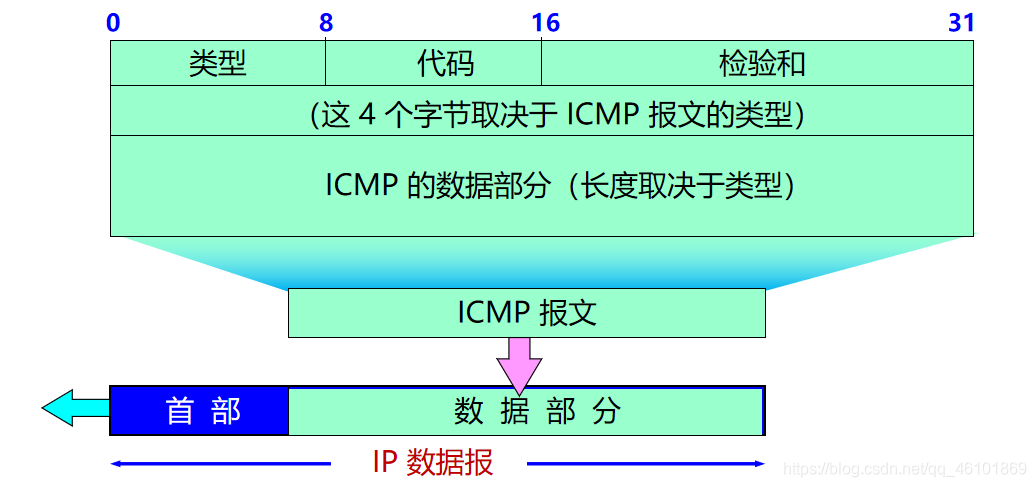 0 8 16 31
类型 代码 检验和
（这 4 个字节取决于 ICMP 报文的类型）
ICMP 的数据部分（长度取决于类型）
ICMP 报文
首 部 数 据 部 分
IP 数据报
https://blog.csdn.net/qq_46101869